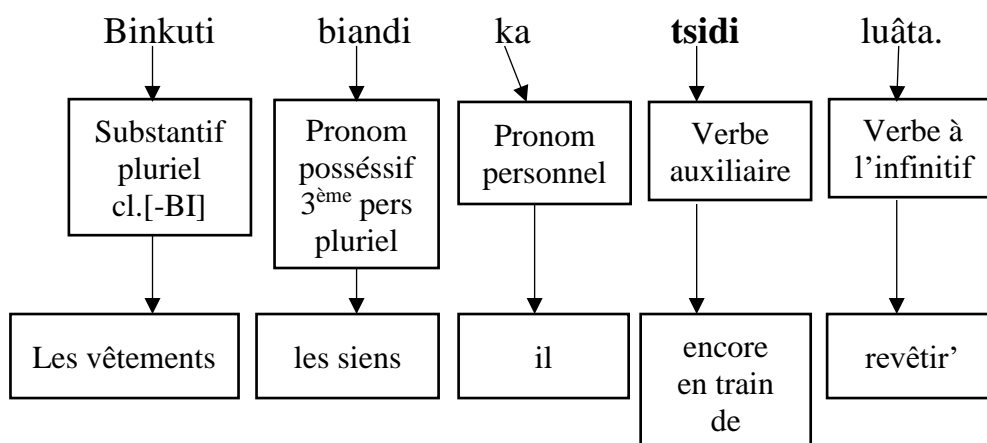 Binkuti biandi ka tsidi luâta.
Substantif
pluriel
cl.[-BI]
Pronom
posséssif
3ème pers
pluriel
Pronom
personnel
Verbe
auxiliaire
Verbe à
l’infinitif
Les vêtements
les siens
il
encore
en train
de
revêtir’